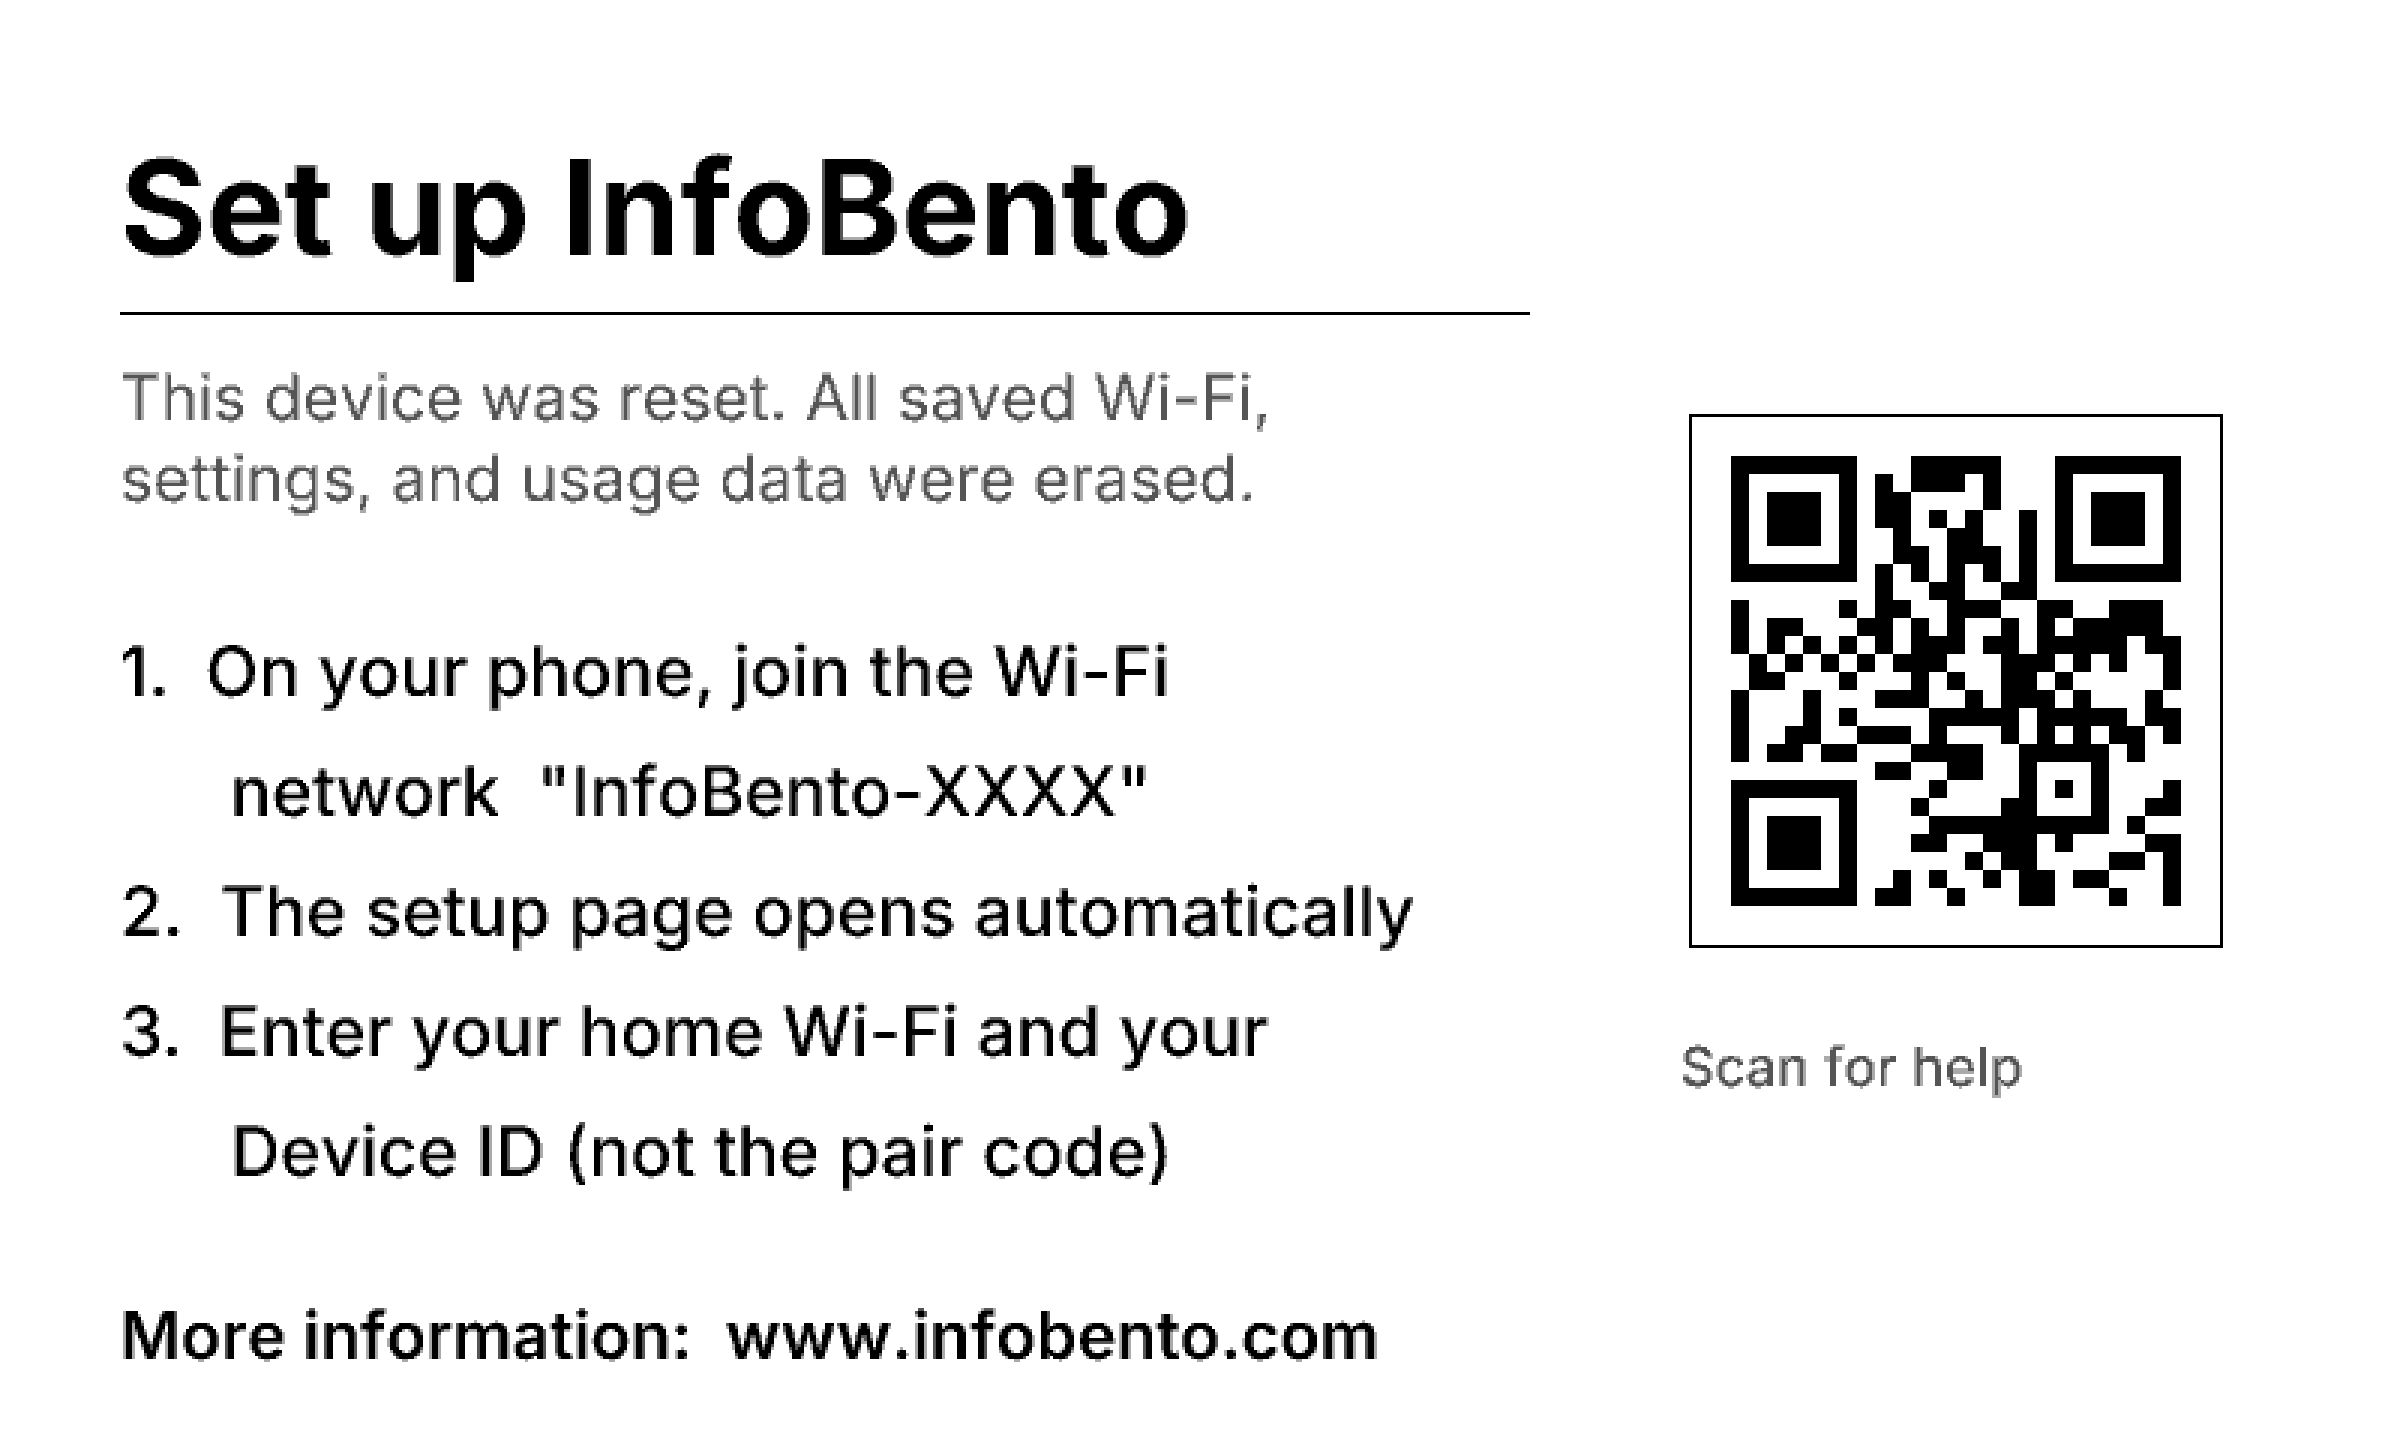 Set up InfoBento
This device was reset. All saved Wi-Fi,
settings, and usage data were erased.
1. On your phone, join the Wi-Fi
network "InfoBento-XXXX"
2. The setup page opens automatically
3. Enter your home Wi-Fi and your
Device ID (not the pair code)
More information: www.infobento.com
Scan for help